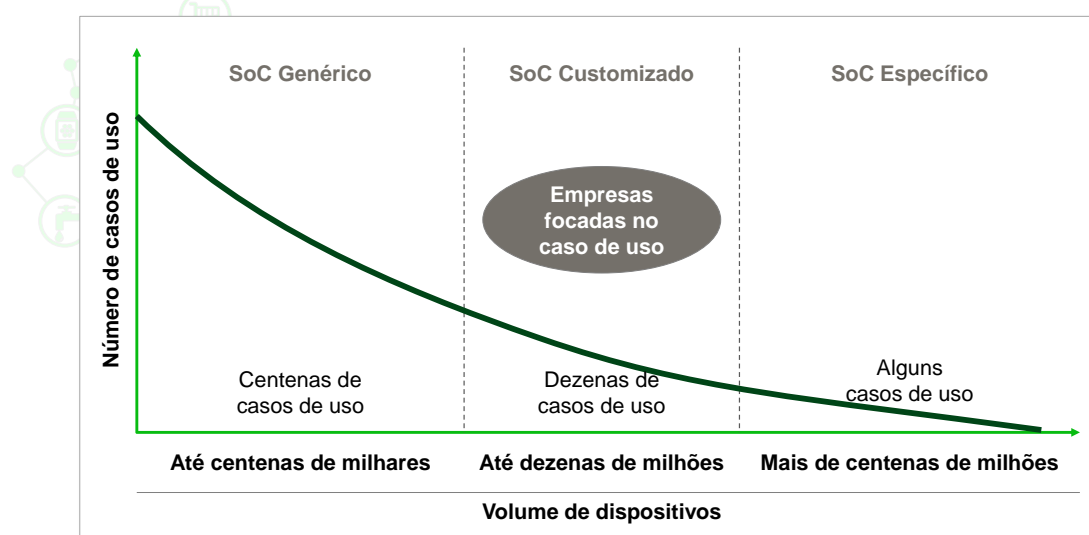 SoC Genérico
SoC Customizado
SoC Específico
Número de casos de uso
Empresas
focadas no
caso de uso
Centenas de
casos de uso
Dezenas de
casos de uso
Alguns
casos de uso
Até centenas de milhares
Até dezenas de milhões
Mais de centenas de milhões
Volume de dispositivos